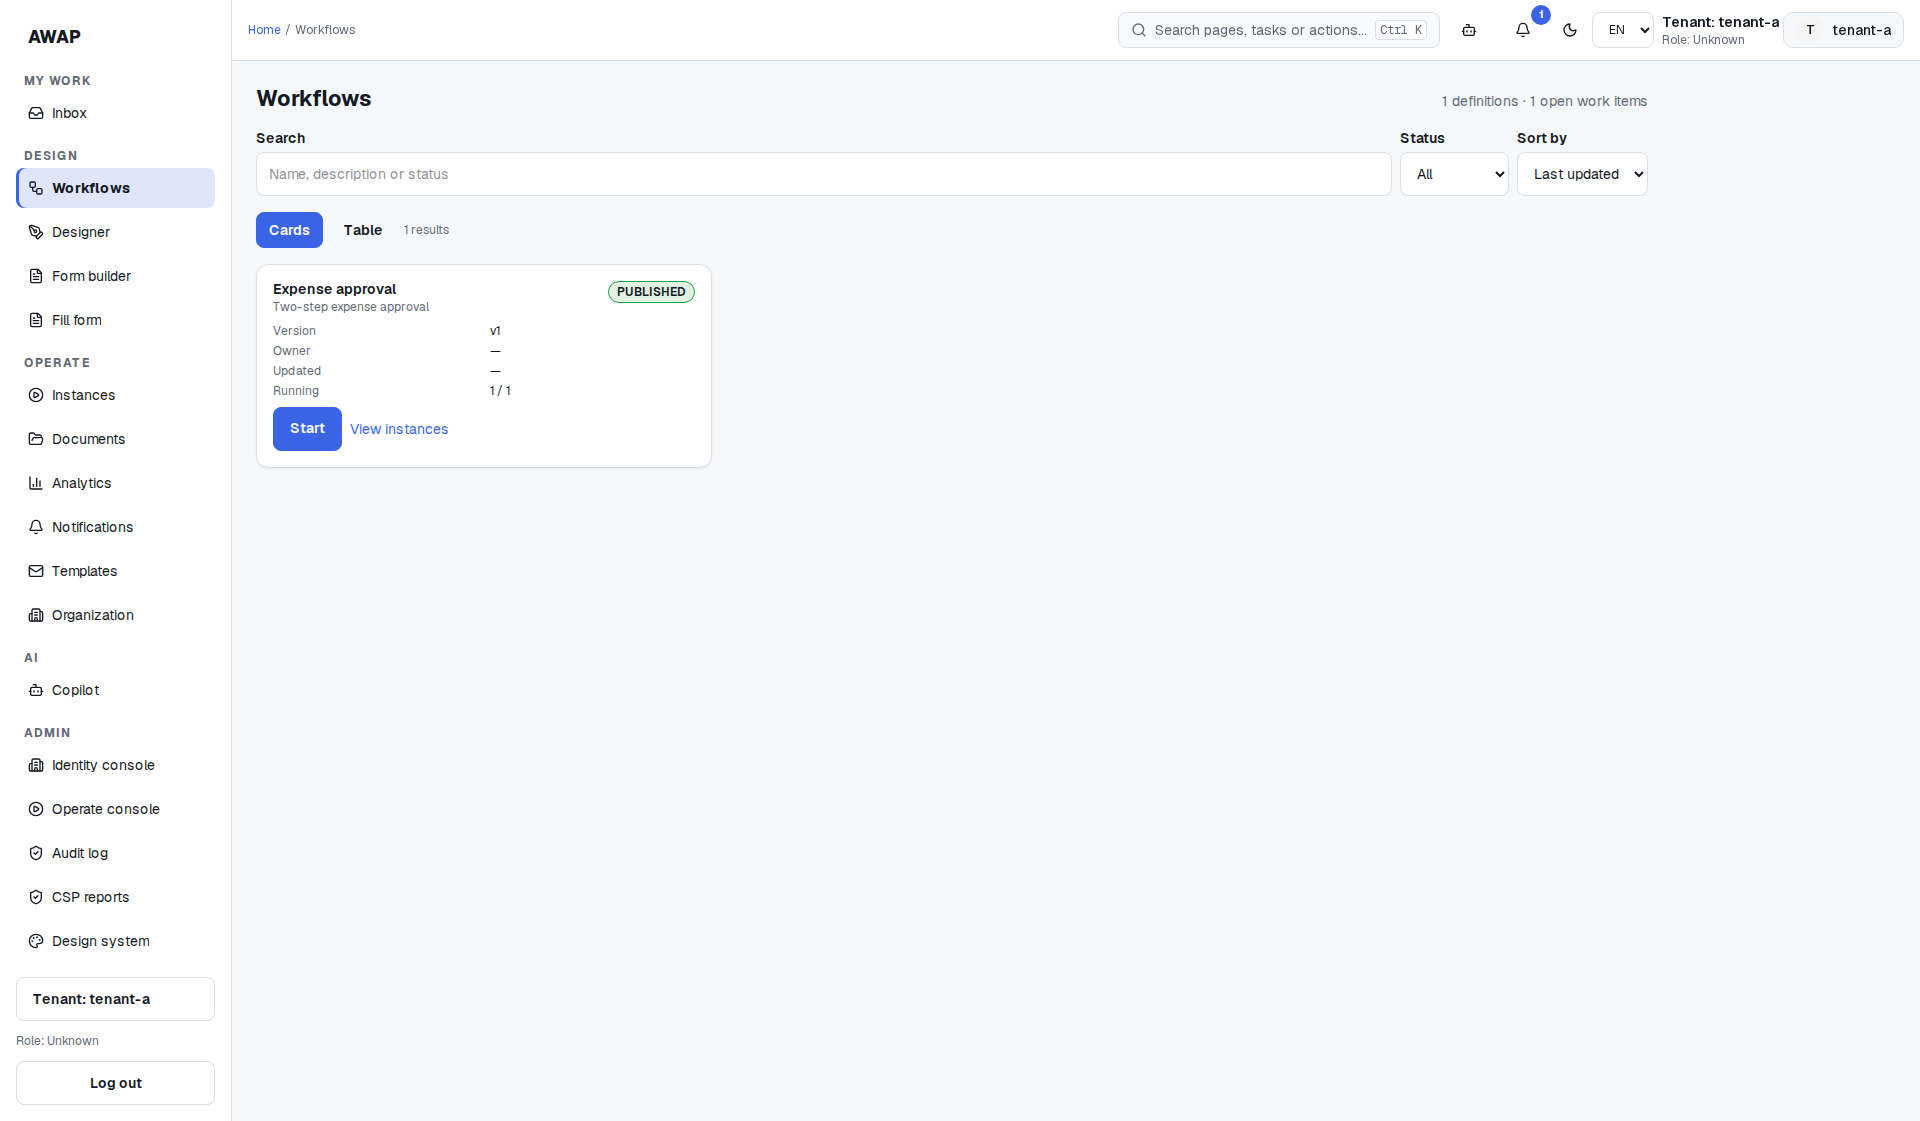 AWAP
MY WORK
Inbox
DESIGN
Workflows
Designer
Form builder
Fill form
OPERATE
Instances
Documents
Analytics
Notifications
Templates
Organization
AI
Copilot
ADMIN
Identity console
Operate console
Audit log
CSP reports
Design system
Tenant: tenant-a
Role: Unknown
Log out
Home / Workflows
Search pages, tasks or actions... Ctrl K
1
EN
Tenant: tenant-a
Role: Unknown
T tenant-a
Workflows
1 definitions · 1 open work items
Search
Name, description or status
Status
All
Sort by
Last updated
Cards Table 1 results
Expense approval
PUBLISHED
Two-step expense approval
Version v1
Owner —
Updated —
Running 1 / 1
Start View instances